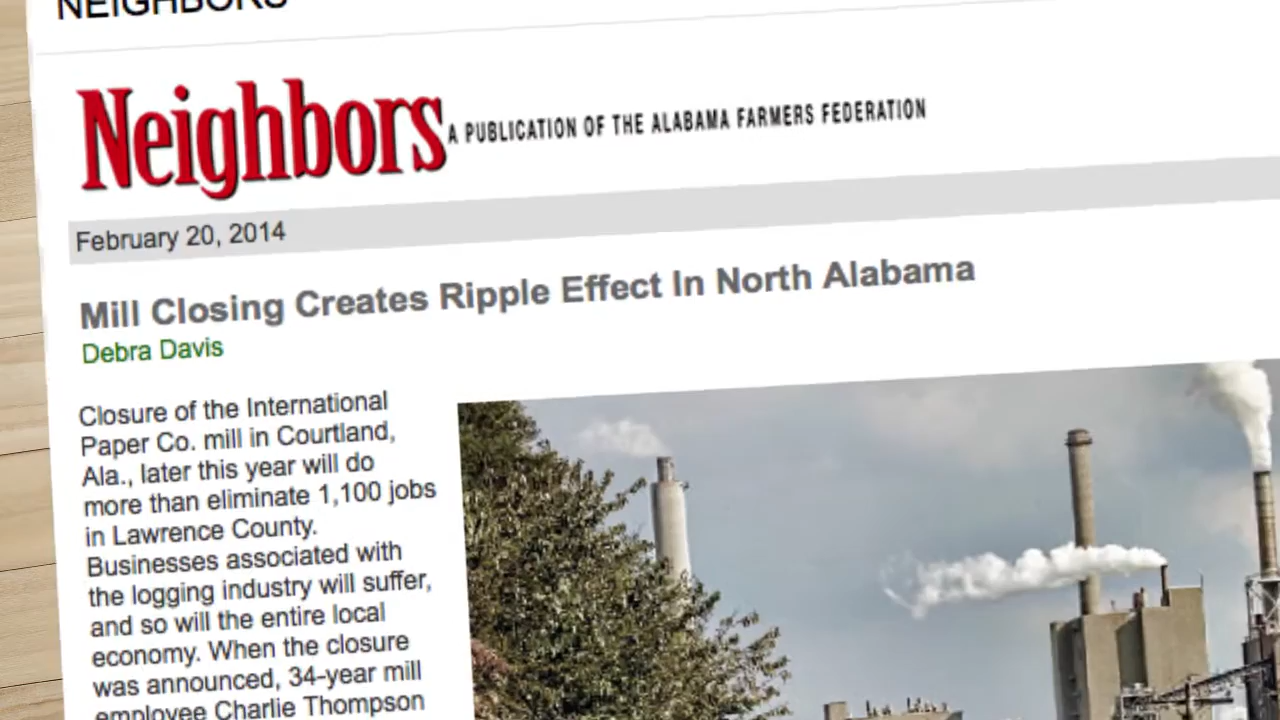 NEIGHBORS
Neighbors A PUBLICATION OF THE ALABAMA FARMERS FEDERATION
February 20, 2014
Mill Closing Creates Ripple Effect In North Alabama
Debra Davis
Closure of the International
Paper Co. mill in Courtland,
Ala., later this year will do
more than eliminate 1,100 jobs
in Lawrence County.
Businesses associated with
the logging industry will suffer,
and so will the entire local
economy. When the closure
was announced, 34-year mill
employee Charlie Thompson